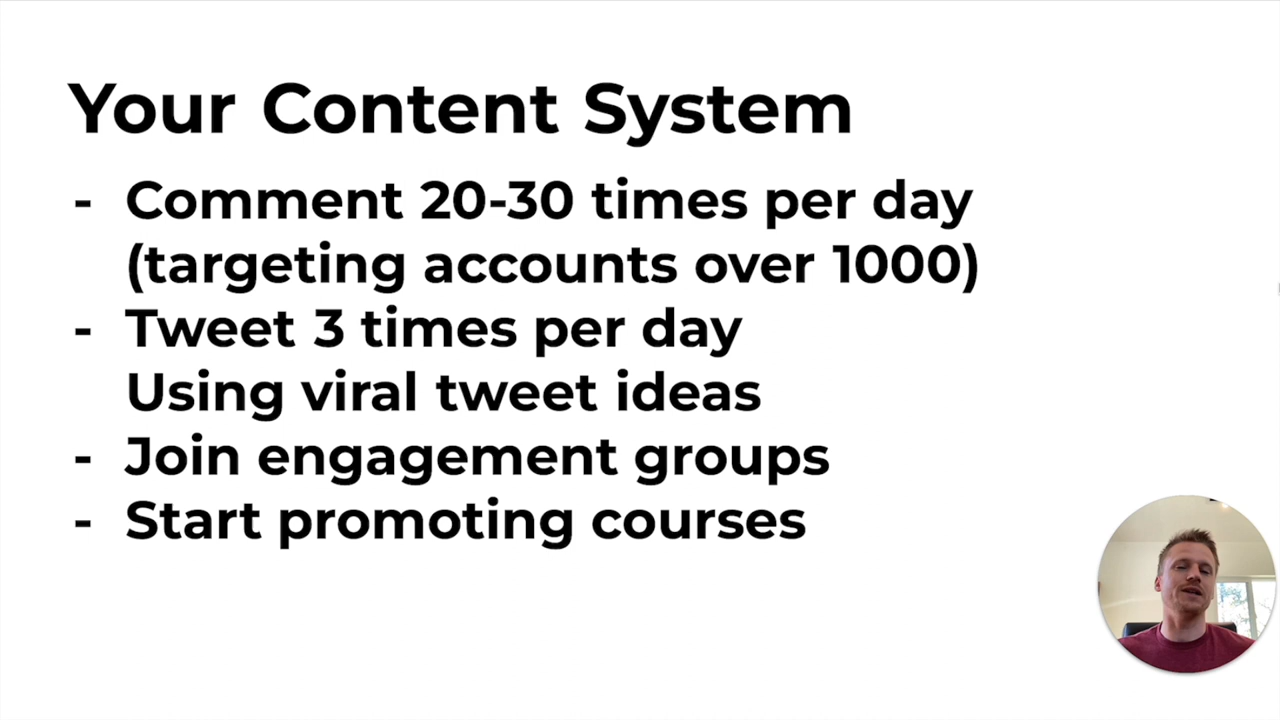 Your Content System
- Comment 20-30 times per day
(targeting accounts over 1000)
- Tweet 3 times per day
Using viral tweet ideas
- Join engagement groups
- Start promoting courses